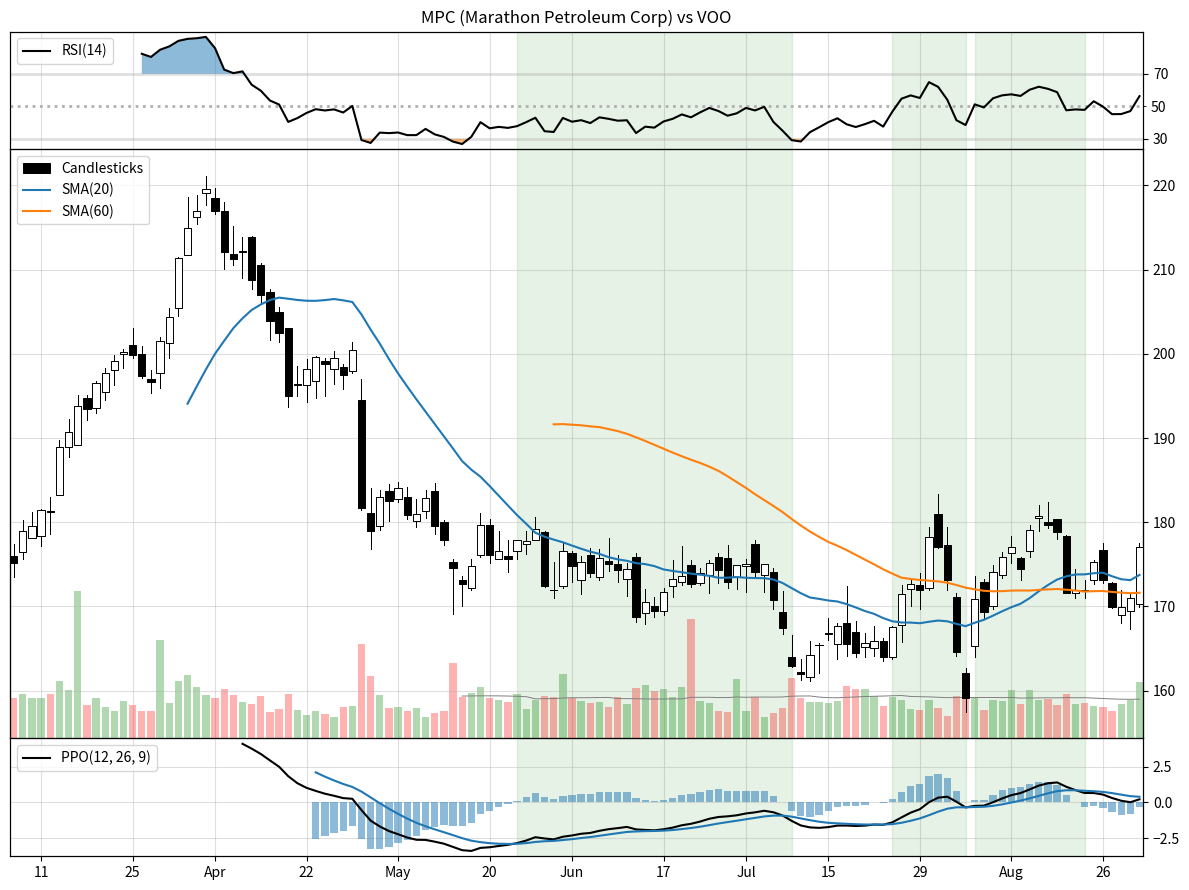 MPC (Marathon Petroleum Corp) vs VOO
RSI(14)
70
50
30
Candlesticks
SMA(20)
SMA(60)
220
210
200
190
180
170
160
PPO(12, 26, 9)
2.5
0.0
−2.5
11 25 Apr 22 May 20 Jun 17 Jul 15 29 Aug 26